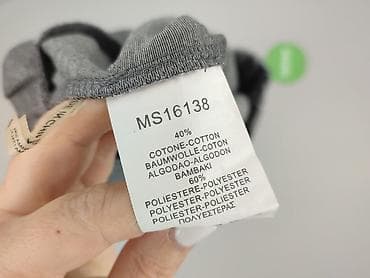 MS16138
40%
COTONE-COTTON
BAUMWOLLE-COTON
ALGODAO-ALGODON
BAMBAKI
60%
POLIESTERE-POLYESTER
POLYESTER-POLYESTER
POLIESTER-POLIESTER
ΠΟΛΥΕΣΤΕΡΑΣ